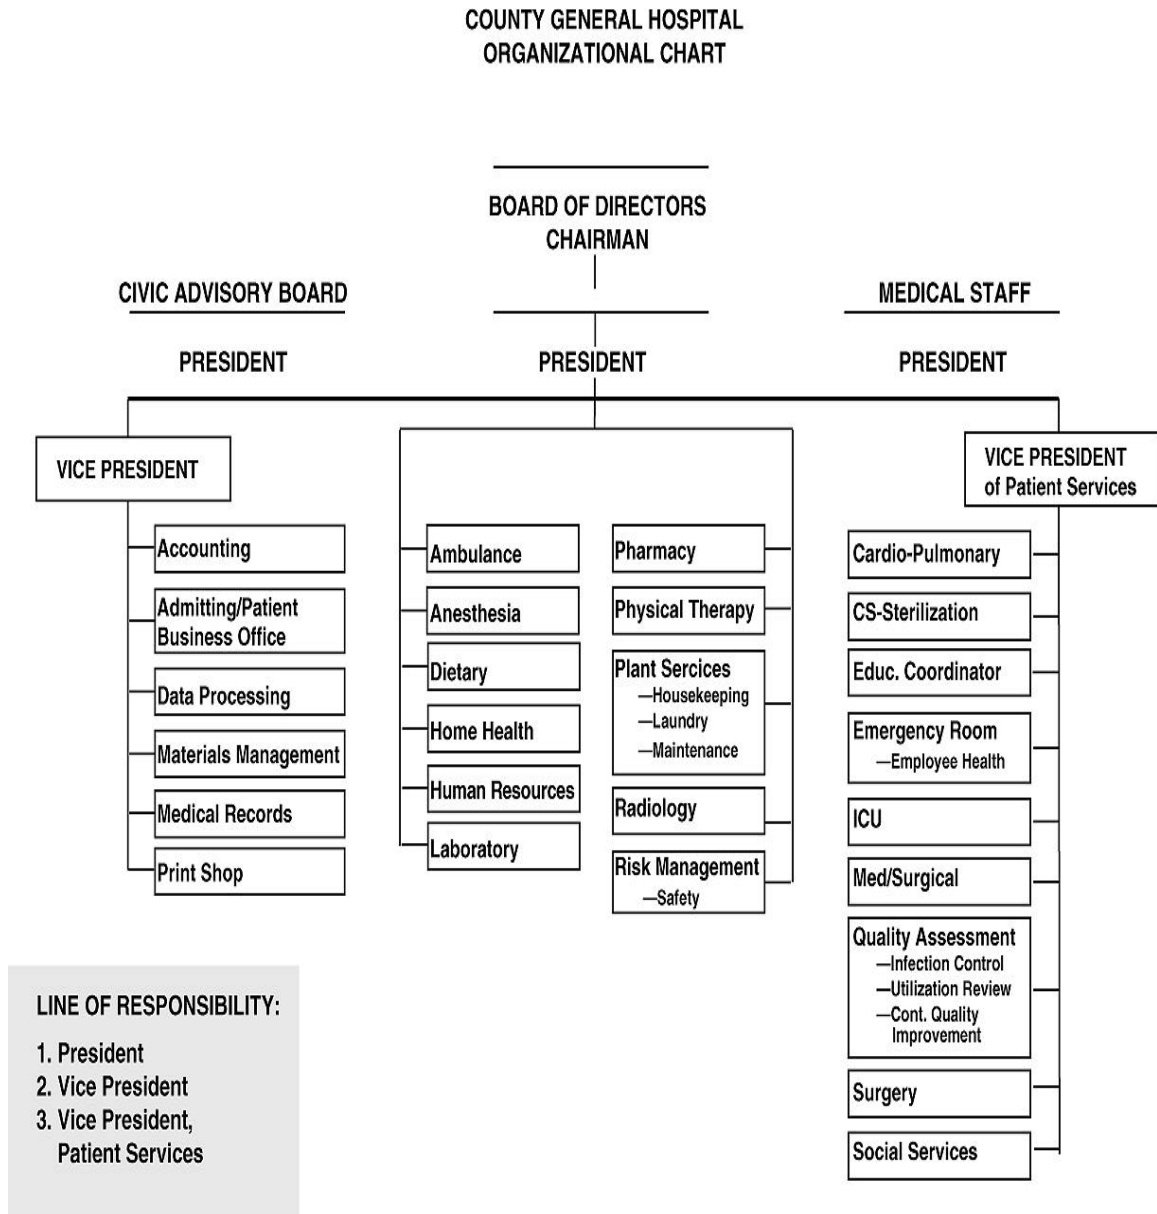 COUNTY GENERAL HOSPITAL
ORGANIZATIONAL CHART
BOARD OF DIRECTORS
CHAIRMAN
CIVIC ADVISORY BOARD
MEDICAL STAFF
PRESIDENT
PRESIDENT
PRESIDENT
VICE PRESIDENT
VICE PRESIDENT
of Patient Services
Accounting
Admitting/Patient
Business Office
Data Processing
Materials Management
Medical Records
Print Shop
Ambulance
Anesthesia
Dietary
Home Health
Human Resources
Laboratory
Pharmacy
Physical Therapy
Plant Sercices
—Housekeeping
—Laundry
—Maintenance
Radiology
Risk Management
—Safety
Cardio-Pulmonary
CS-Sterilization
Educ. Coordinator
Emergency Room
—Employee Health
ICU
Med/Surgical
Quality Assessment
—Infection Control
—Utilization Review
—Cont. Quality
Improvement
Surgery
Social Services
LINE OF RESPONSIBILITY:
1. President
2. Vice President
3. Vice President,
Patient Services